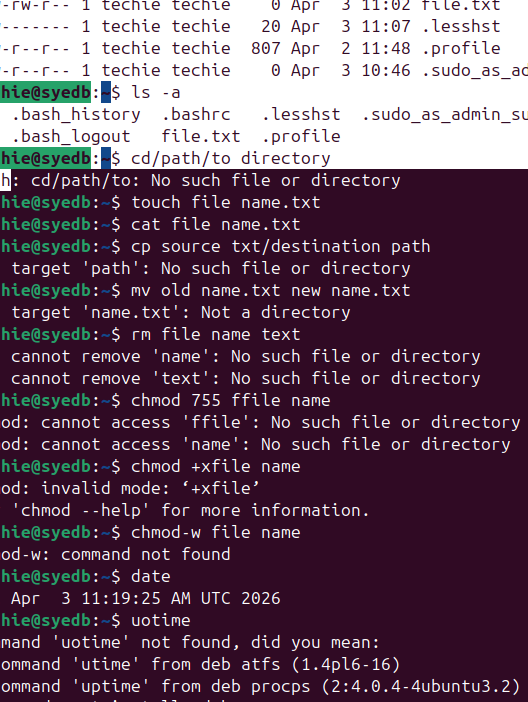 -rw-r-- 1 techie techie     0 Apr  3 11:02 file.txt
------- 1 techie techie    20 Apr  3 11:07 .lesshst
-r--r-- 1 techie techie   807 Apr  2 11:48 .profile
-r--r-- 1 techie techie     0 Apr  3 10:46 .sudo_as_ad
hie@syedb:~$ ls -a
.bash_history  .bashrc   .lesshst  .sudo_as_admin_su
.bash_logout   file.txt  .profile
hie@syedb:~$ cd/path/to directory
h: cd/path/to: No such file or directory
hie@syedb:~$ touch file name.txt
hie@syedb:~$ cat file name.txt
hie@syedb:~$ cp source txt/destination path
target 'path': No such file or directory
hie@syedb:~$ mv old name.txt new name.txt
target 'name.txt': Not a directory
hie@syedb:~$ rm file name text
cannot remove 'name': No such file or directory
cannot remove 'text': No such file or directory
hie@syedb:~$ chmod 755 ffile name
od: cannot access 'ffile': No such file or directory
od: cannot access 'name': No such file or directory
hie@syedb:~$ chmod +xfile name
od: invalid mode: ‘+xfile’
'chmod --help' for more information.
hie@syedb:~$ chmod-w file name
od-w: command not found
hie@syedb:~$ date
Apr  3 11:19:25 AM UTC 2026
hie@syedb:~$ uotime
mand 'uotime' not found, did you mean:
ommand 'utime' from deb atfs (1.4pl6-16)
ommand 'uptime' from deb procps (2:4.0.4-4ubuntu3.2)